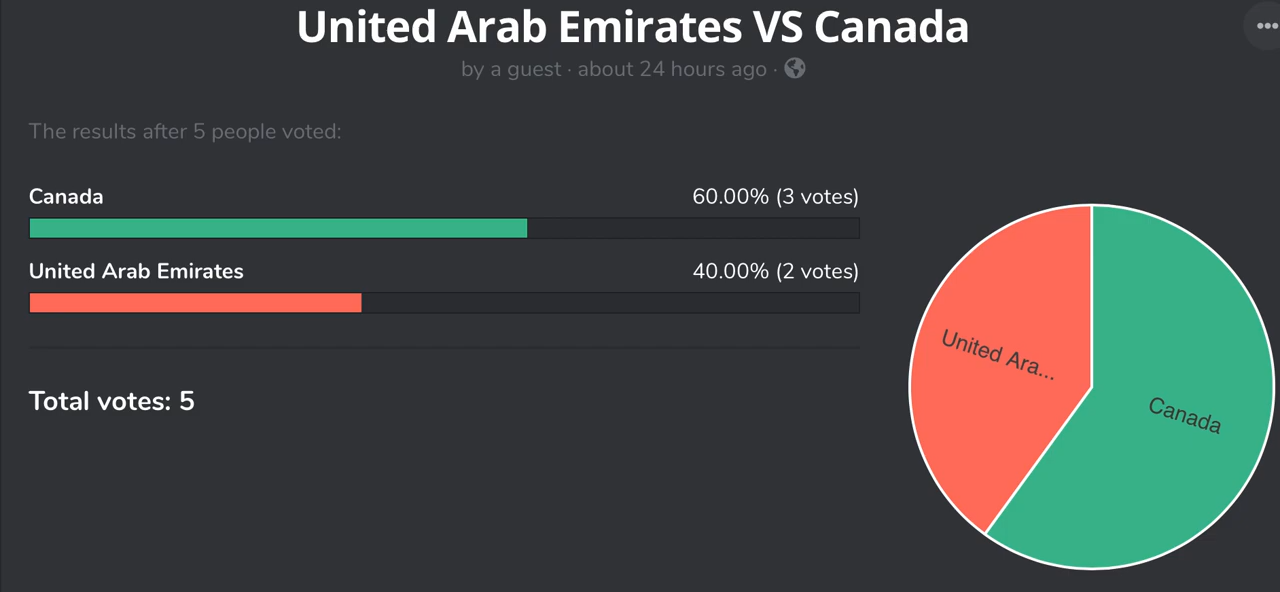 United Arab Emirates VS Canada
by a guest · about 24 hours ago ·
The results after 5 people voted:
Canada 60.00% (3 votes)
United Arab Emirates 40.00% (2 votes)
Total votes: 5
United Ara...
Canada